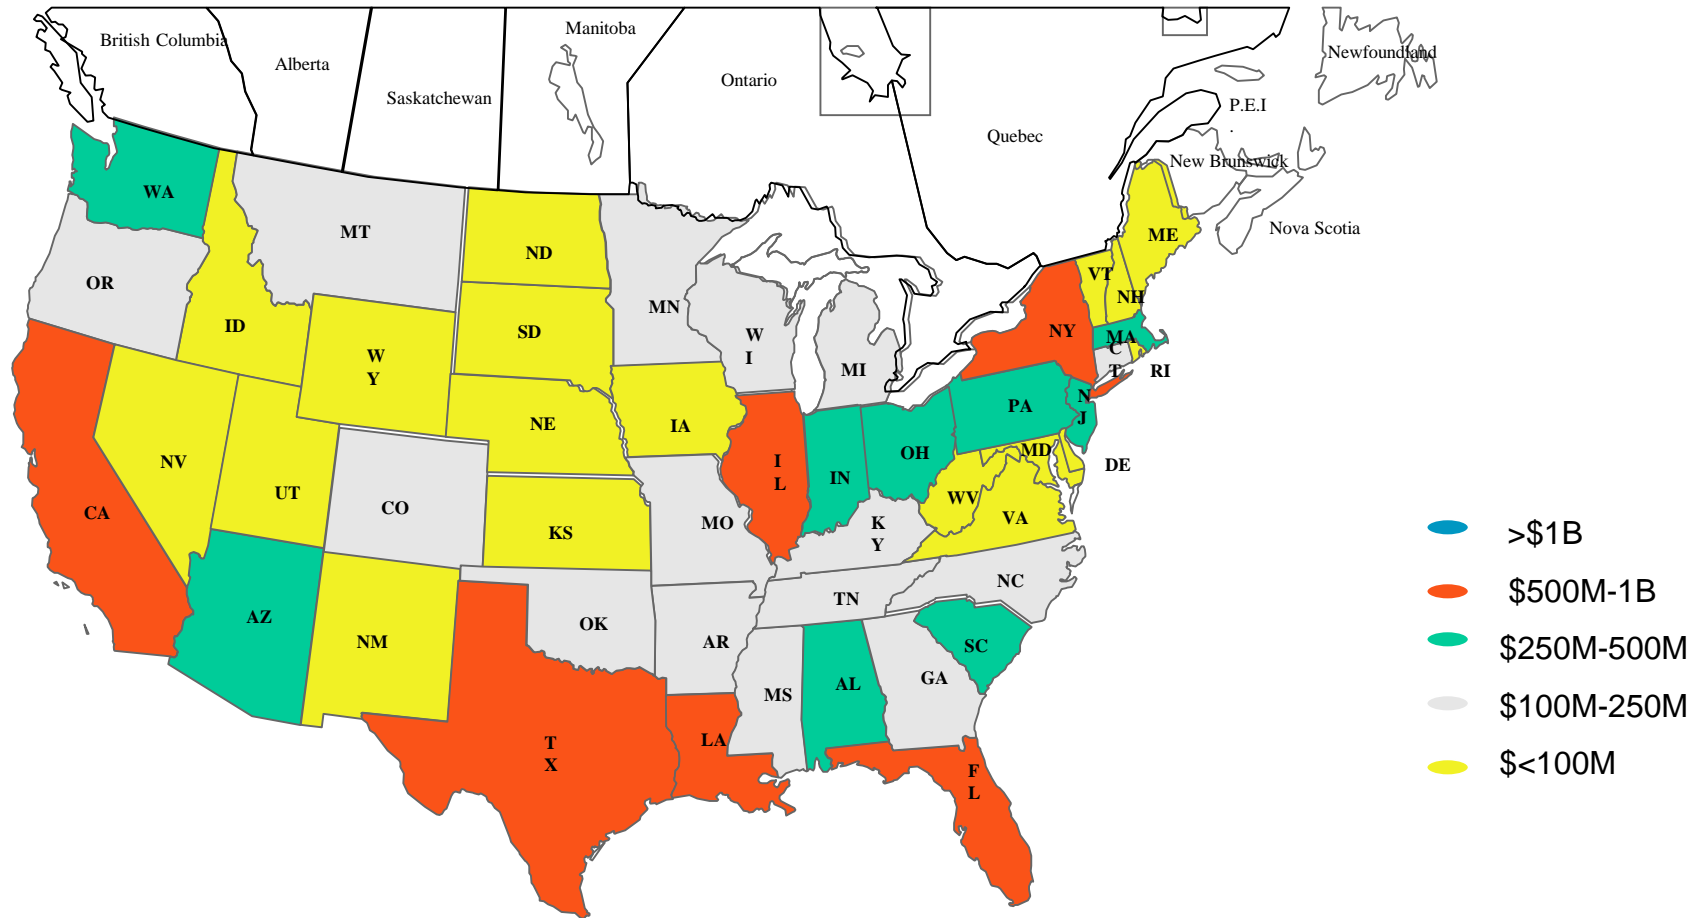 British Columbia
Alberta
Saskatchewan
Manitoba
Ontario
Quebec
Newfoundland
P.E.I
.
New Brunswick
Nova Scotia
WA
OR
MT
ID
W
Y
ND
SD
NE
MN
W
I
MI
IA
NV
UT
CO
CA
AZ
NM
KS
OK
T
X
MO
AR
LA
I
L
IN
OH
K
Y
TN
MS
AL
GA
F
L
SC
NC
VA
WV
MD
DE
PA
N
J
NY
VT
NH
ME
MA
C
T
RI
>$1B
$500M-1B
$250M-500M
$100M-250M
$<100M